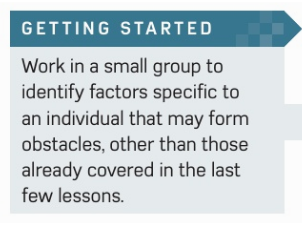 GETTING STARTED
Work in a small group to
identify factors specific to
an individual that may form
obstacles, other than those
already covered in the last
few lessons.